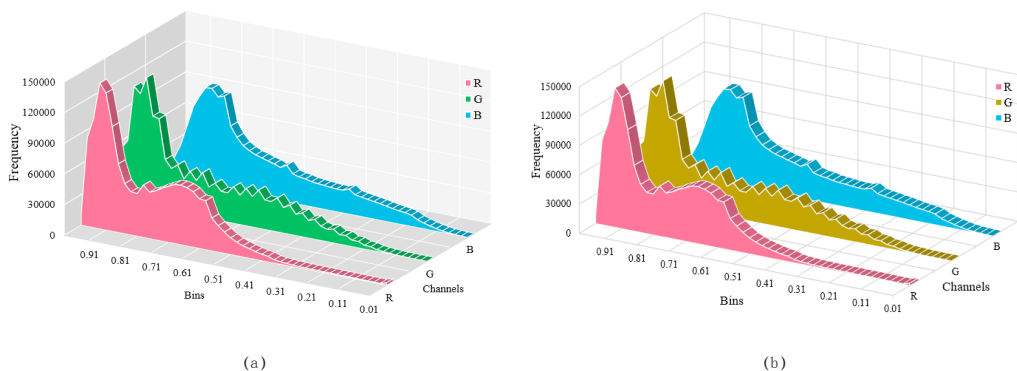 150000
120000
90000
60000
30000
0
Frequency
0.91
0.81
0.71
0.61
0.51
0.41
0.31
0.21
0.11
0.01
Bins
R
G
B
Channels
R
G
B
(a)
150000
120000
90000
60000
30000
0
Frequency
0.91
0.81
0.71
0.61
0.51
0.41
0.31
0.21
0.11
0.01
Bins
R
G
B
Channels
R
G
B
(b)